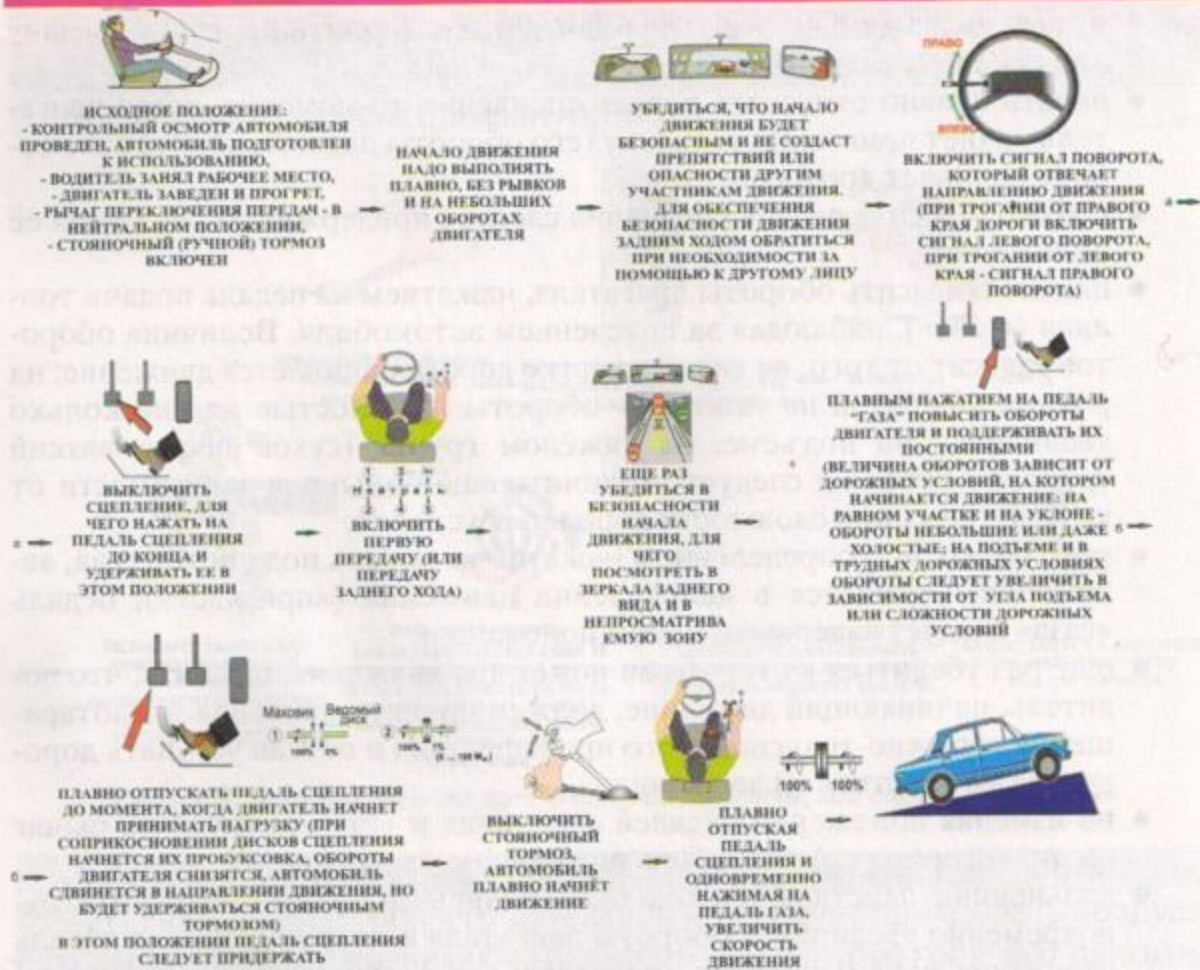 ИСХОДНОЕ ПОЛОЖЕНИЕ:
- КОНТРОЛЬНЫЙ ОСМОТР АВТОМОБИЛЯ
ПРОВЕДЕН, АВТОМОБИЛЬ ПОДГОТОВЛЕН
К ИСПОЛЬЗОВАНИЮ,
- ВОДИТЕЛЬ ЗАНЯЛ РАБОЧЕЕ МЕСТО,
- ДВИГАТЕЛЬ ЗАВЕДЕН И ПРОГРЕТ,
- РЫЧАГ ПЕРЕКЛЮЧЕНИЯ ПЕРЕДАЧ - В
НЕЙТРАЛЬНОМ ПОЛОЖЕНИИ,
- СТОЯНОЧНЫЙ (РУЧНОЙ) ТОРМОЗ
ВКЛЮЧЕН
НАЧАЛО ДВИЖЕНИЯ
НАДО ВЫПОЛНЯТЬ
ПЛАВНО, БЕЗ РЫВКОВ
И НА НЕБОЛЬШИХ
ОБОРОТАХ
ДВИГАТЕЛЯ
УБЕДИТЬСЯ, ЧТО НАЧАЛО
ДВИЖЕНИЯ БУДЕТ
БЕЗОПАСНЫМ И НЕ СОЗДАСТ
ПРЕПЯТСТВИЙ ИЛИ
ОПАСНОСТИ ДРУГИМ
УЧАСТНИКАМ ДВИЖЕНИЯ.
ДЛЯ ОБЕСПЕЧЕНИЯ
БЕЗОПАСНОСТИ ДВИЖЕНИЯ
ЗАДНИМ ХОДОМ ОБРАТИТЬСЯ
ПРИ НЕОБХОДИМОСТИ ЗА
ПОМОЩЬЮ К ДРУГОМУ ЛИЦУ
ПРАВО
ВЛЕВО
ВКЛЮЧИТЬ СИГНАЛ ПОВОРОТА,
КОТОРЫЙ ОТВЕЧАЕТ
НАПРАВЛЕНИЮ ДВИЖЕНИЯ
(ПРИ ТРОГАНИИ ОТ ПРАВОГО
КРАЯ ДОРОГИ ВКЛЮЧИТЬ
СИГНАЛ ЛЕВОГО ПОВОРОТА,
ПРИ ТРОГАНИИ ОТ ЛЕВОГО
КРАЯ - СИГНАЛ ПРАВОГО
ПОВОРОТА)
а
а
ВЫКЛЮЧИТЬ
СЦЕПЛЕНИЕ, ДЛЯ
ЧЕГО НАЖАТЬ НА
ПЕДАЛЬ СЦЕПЛЕНИЯ
ДО КОНЦА И
УДЕРЖИВАТЬ ЕЕ В
ЭТОМ ПОЛОЖЕНИИ
Нейтраль
ВКЛЮЧИТЬ
ПЕРВУЮ
ПЕРЕДАЧУ (ИЛИ
ПЕРЕДАЧУ
ЗАДНЕГО ХОДА)
ЕЩЕ РАЗ
УБЕДИТЬСЯ В
БЕЗОПАСНОСТИ
НАЧАЛА
ДВИЖЕНИЯ, ДЛЯ
ЧЕГО
ПОСМОТРЕТЬ В
ЗЕРКАЛА ЗАДНЕГО
ВИДА И В
НЕПРОСМАТРИВА
ЕМУЮ ЗОНУ
ПЛАВНЫМ НАЖАТИЕМ НА ПЕДАЛЬ
"ГАЗА" ПОВЫСИТЬ ОБОРОТЫ
ДВИГАТЕЛЯ И ПОДДЕРЖИВАТЬ ИХ
ПОСТОЯННЫМИ
(ВЕЛИЧИНА ОБОРОТОВ ЗАВИСИТ ОТ
ДОРОЖНЫХ УСЛОВИЙ, НА КОТОРОМ
НАЧИНАЕТСЯ ДВИЖЕНИЕ: НА
РАВНОМ УЧАСТКЕ И НА УКЛОНЕ -
ОБОРОТЫ НЕБОЛЬШИЕ ИЛИ ДАЖЕ
ХОЛОСТЫЕ; НА ПОДЪЕМЕ И В
ТРУДНЫХ ДОРОЖНЫХ УСЛОВИЯХ
ОБОРОТЫ СЛЕДУЕТ УВЕЛИЧИТЬ В
ЗАВИСИМОСТИ ОТ УГЛА ПОДЪЕМА
ИЛИ СЛОЖНОСТИ ДОРОЖНЫХ
УСЛОВИЙ
б
б
ПЛАВНО ОТПУСКАТЬ ПЕДАЛЬ СЦЕПЛЕНИЯ
ДО МОМЕНТА, КОГДА ДВИГАТЕЛЬ НАЧНЕТ
ПРИНИМАТЬ НАГРУЗКУ (ПРИ
СОПРИКОСНОВЕНИИ ДИСКОВ СЦЕПЛЕНИЯ
НАЧНЕТСЯ ИХ ПРОБУКСОВКА, ОБОРОТЫ
ДВИГАТЕЛЯ СНИЗЯТСЯ, АВТОМОБИЛЬ
СДВИНЕТСЯ В НАПРАВЛЕНИИ ДВИЖЕНИЯ, НО
БУДЕТ УДЕРЖИВАТЬСЯ СТОЯНОЧНЫМ
ТОРМОЗОМ)
В ЭТОМ ПОЛОЖЕНИИ ПЕДАЛЬ СЦЕПЛЕНИЯ
СЛЕДУЕТ ПРИДЕРЖАТЬ
Маховик Ведомый
диск
1
2
100%
100%
ВЫКЛЮЧИТЬ
СТОЯНОЧНЫЙ
ТОРМОЗ,
АВТОМОБИЛЬ
ПЛАВНО НАЧНЁТ
ДВИЖЕНИЕ
100% 100%
ПЛАВНО
ОТПУСКАЯ
ПЕДАЛЬ
СЦЕПЛЕНИЯ И
ОДНОВРЕМЕННО
НАЖИМАЯ НА
ПЕДАЛЬ ГАЗА,
УВЕЛИЧИТЬ
СКОРОСТЬ
ДВИЖЕНИЯ